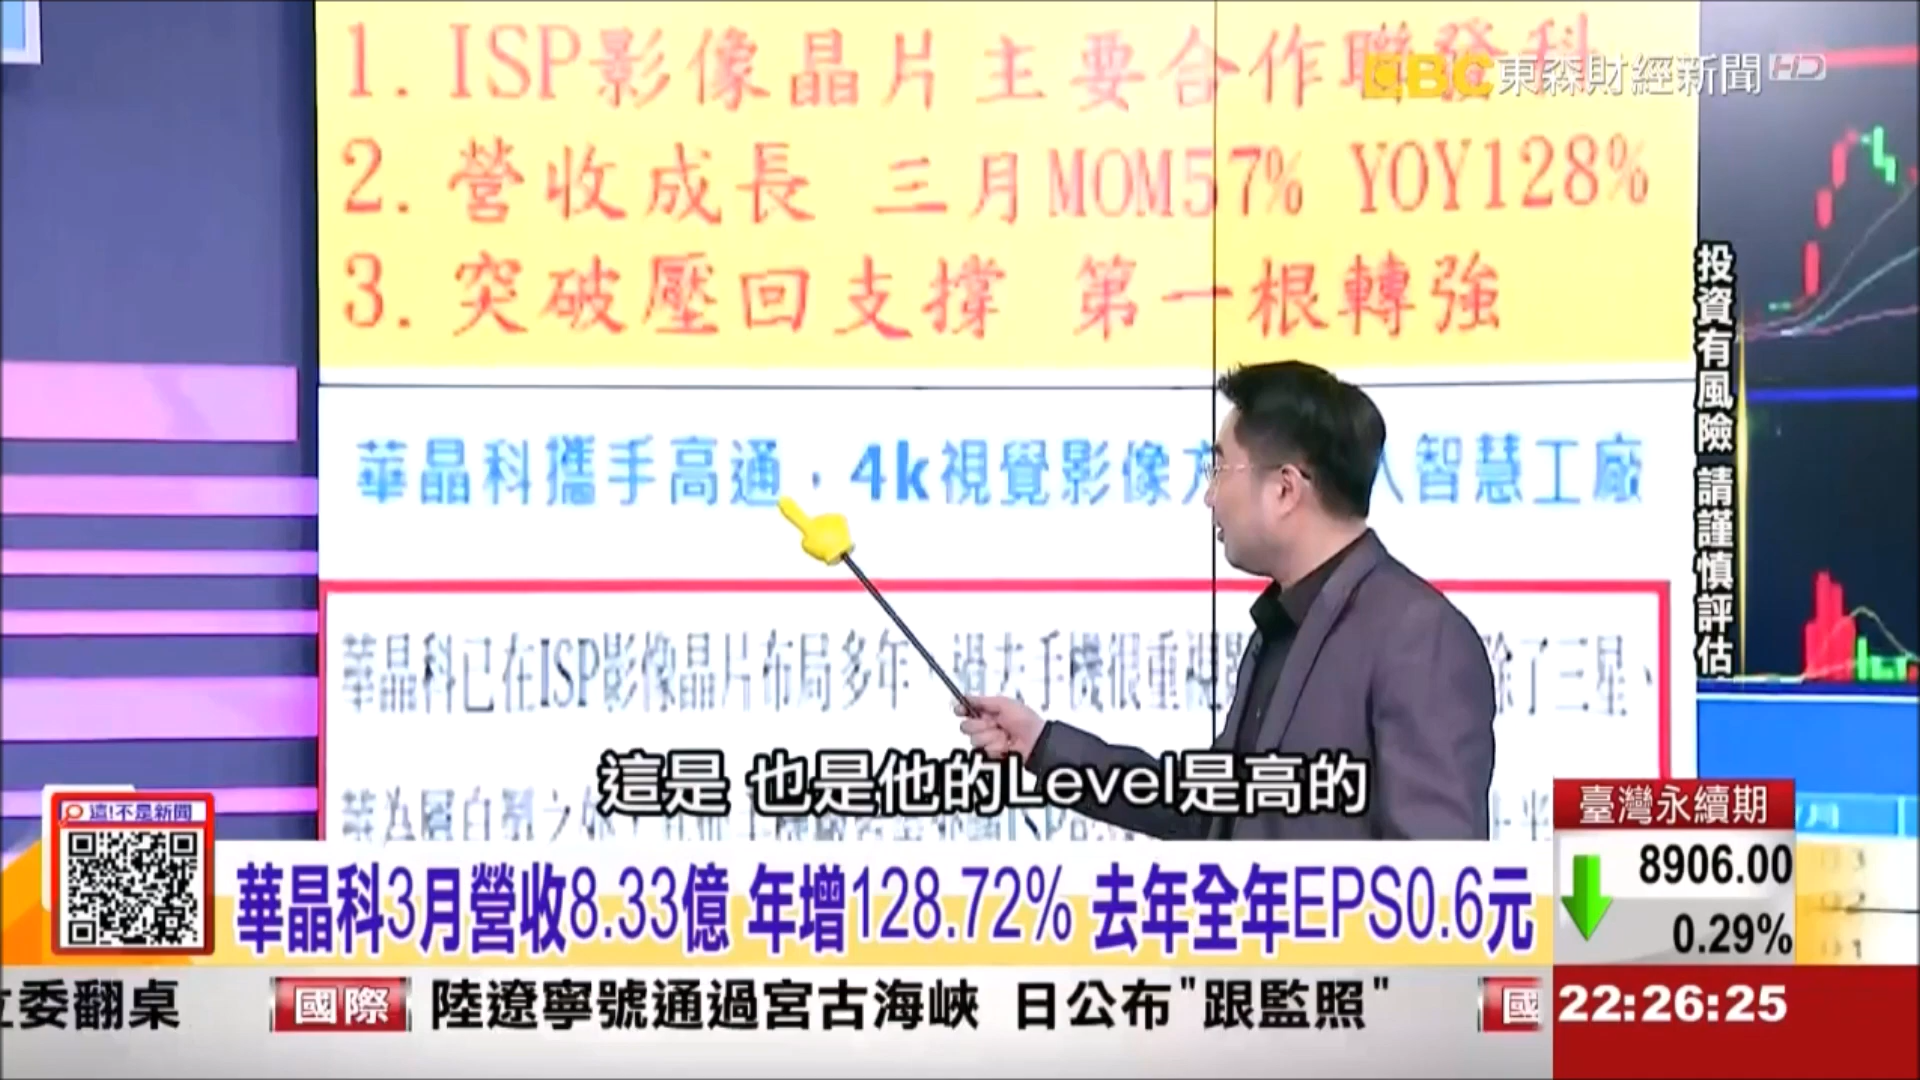 1. ISP影像晶片主要合作聯發科
EBC東森財經新聞HD
2. 營收成長 三月MOM57% YOY128%
3. 突破壓回支撐 第一根轉強
投資有風險 請謹慎評估
華晶科攜手高通，4k視覺影像方 入智慧工廠
華晶科已在ISP影像晶片布局多年，過去手機很重視 除了三星、
這是 也是他的Level是高的
這!不是新聞
華晶科3月營收8.33億 年增128.72% 去年全年EPS0.6元
臺灣永續期
8906.00
0.29%
委翻桌
國際
陸遼寧號通過宮古海峽 日公布"跟監照"
國
22:26:25